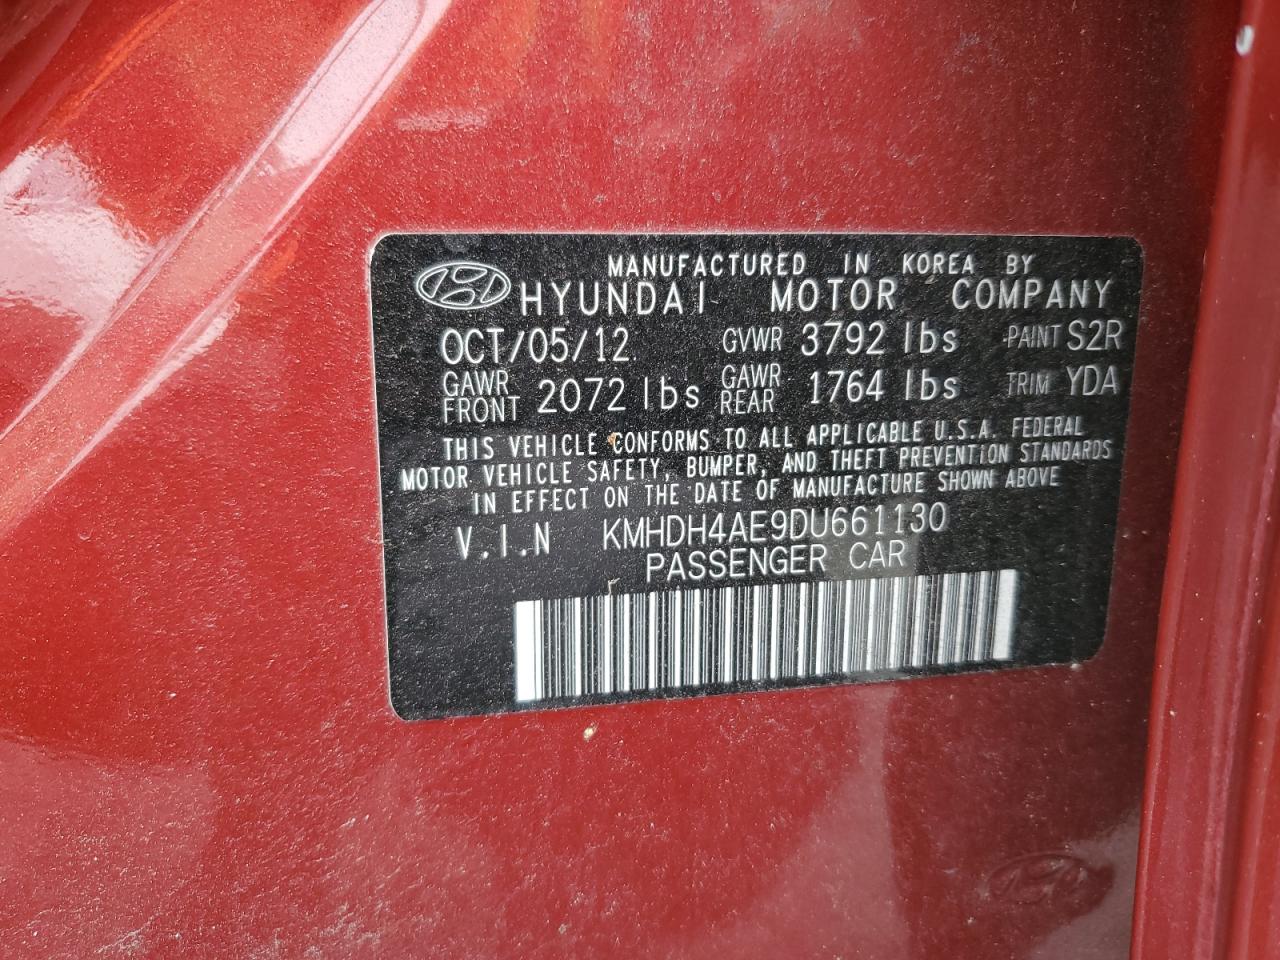 MANUFACTURED IN KOREA BY
HYUNDAI MOTOR COMPANY
OCT/05/12 GVWR 3792 lbs PAINT S2R
GAWR FRONT 2072 lbs GAWR REAR 1764 lbs TRIM YDA
THIS VEHICLE CONFORMS TO ALL APPLICABLE U.S.A. FEDERAL
MOTOR VEHICLE SAFETY, BUMPER, AND THEFT PREVENTION STANDARDS
IN EFFECT ON THE DATE OF MANUFACTURE SHOWN ABOVE
V.I.N KMHDH4AE9DU661130
PASSENGER CAR